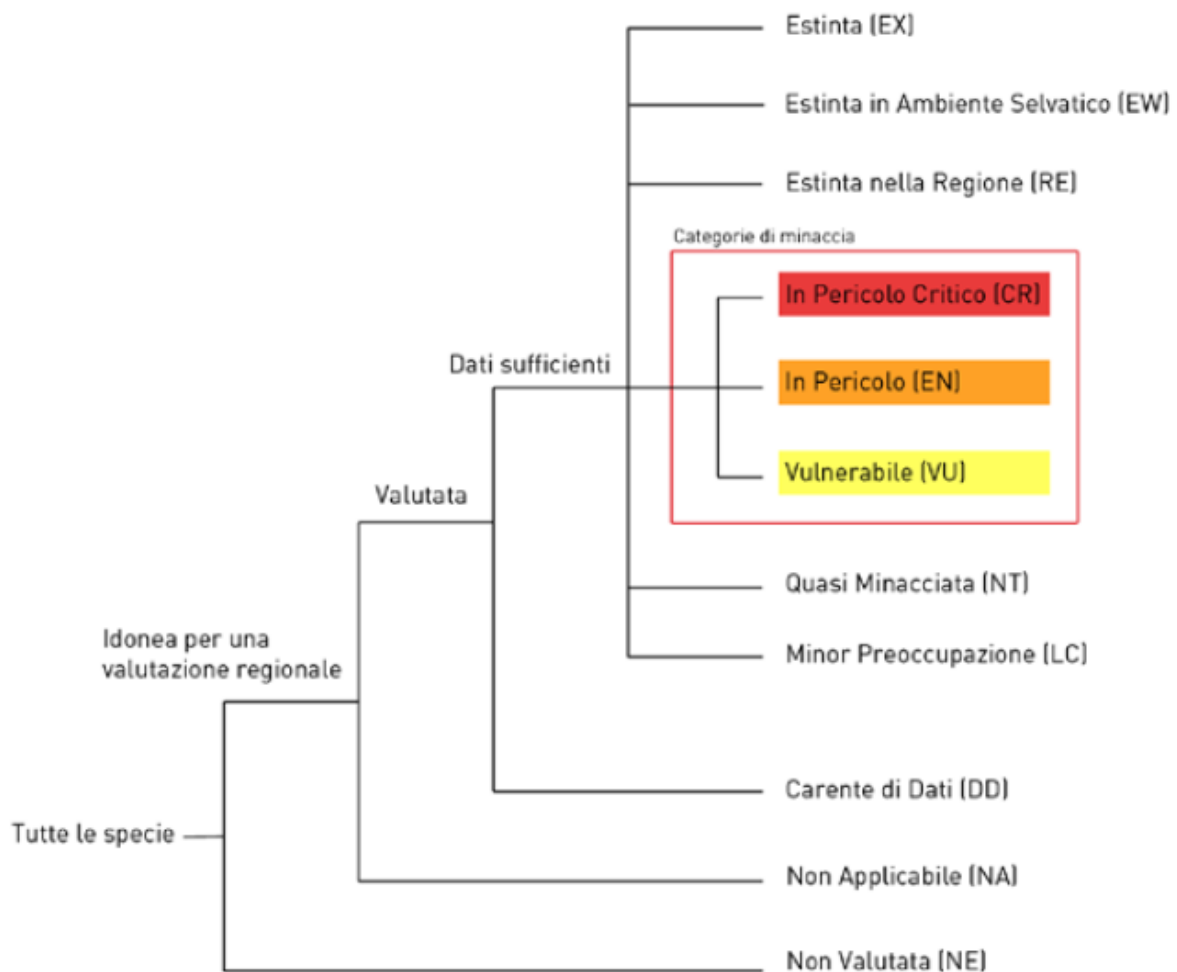 Estinta (EX)
Estinta in Ambiente Selvatico (EW)
Estinta nella Regione (RE)
Categorie di minaccia
In Pericolo Critico (CR)
Dati sufficienti
In Pericolo (EN)
Vulnerabile (VU)
Valutata
Quasi Minacciata (NT)
Idonea per una
valutazione regionale
Minor Preoccupazione (LC)
Carente di Dati (DD)
Tutte le specie
Non Applicabile (NA)
Non Valutata (NE)